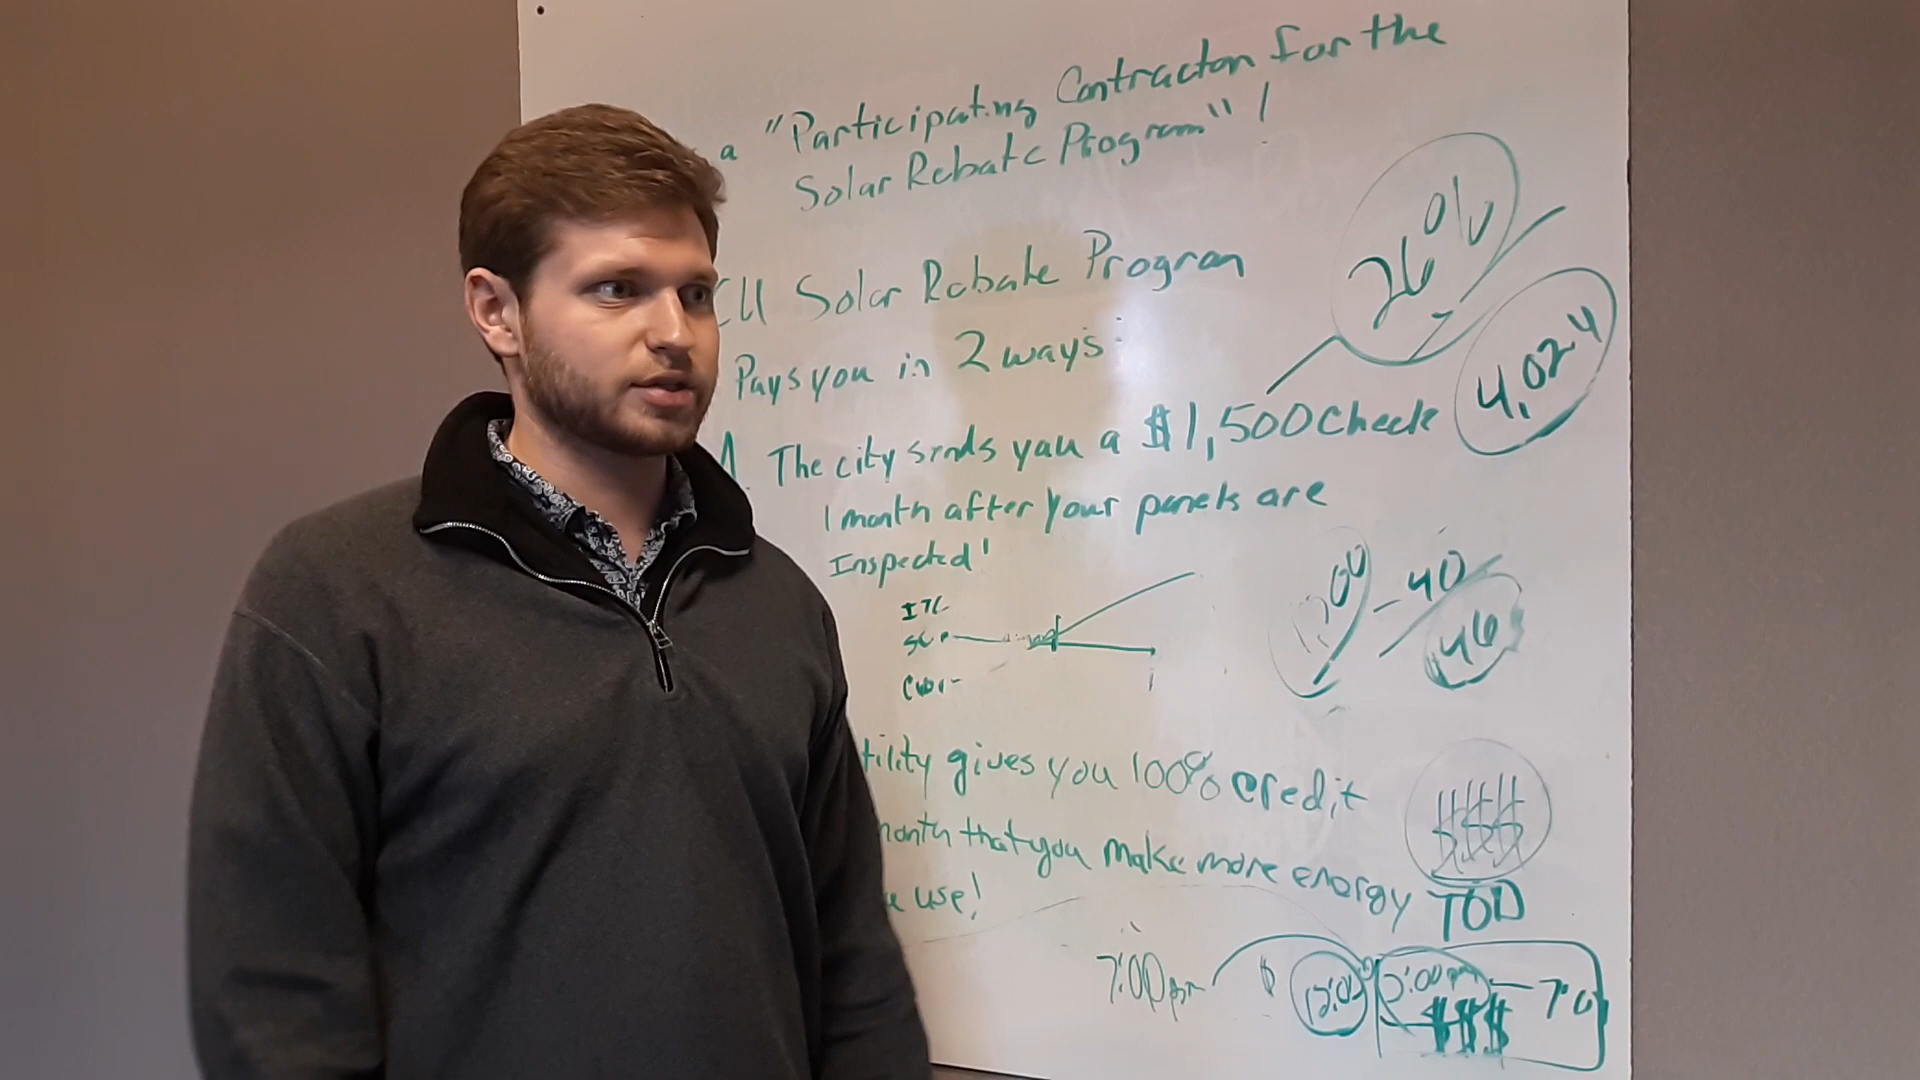 a "Participating Contractor for the
Solar Rebate Program"!
26%
CU Solar Rebate Program
4,024
Pays you in 2 ways:
A. The city sends you a $1,500 check
1 month after your panels are
Inspected!
ITC
-40
46
tility gives you 100% credit
month that you make more energy
use!
$$$
TOD
7:00pm
$
12:00
2:00pm - 7:0
$$$